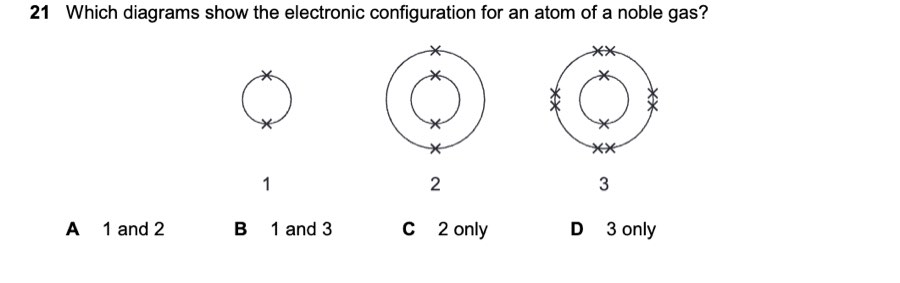 21 Which diagrams show the electronic configuration for an atom of a noble gas?
1 2 3
A 1 and 2 B 1 and 3 C 2 only D 3 only